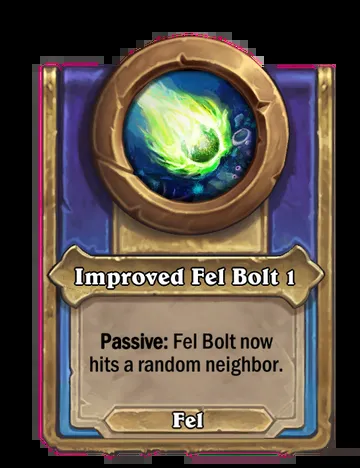 Improved Fel Bolt 1
Passive: Fel Bolt now
hits a random neighbor.
Fel